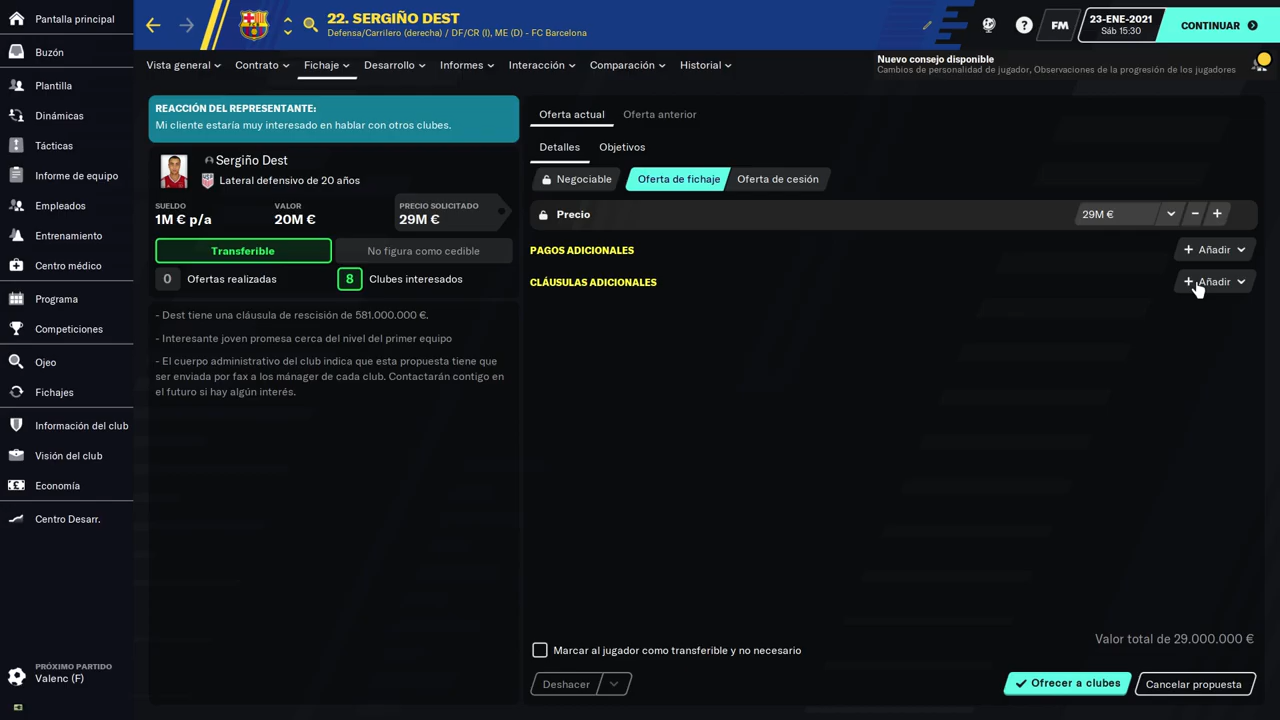 Pantalla principal
Buzón
Plantilla
Dinámicas
Tácticas
Informe de equipo
Empleados
Entrenamiento
Centro médico
Programa
Competiciones
Ojeo
Fichajes
Información del club
Visión del club
Economía
Centro Desarr.
PRÓXIMO PARTIDO
Valenc (F)
22. SERGIÑO DEST
Defensa/Carrilero (derecha) / DF/CR (I), ME (D) - FC Barcelona
FM
23-ENE-2021
Sáb 15:30
CONTINUAR
Vista general
Contrato
Fichaje
Desarrollo
Informes
Interacción
Comparación
Historial
Nuevo consejo disponible
Cambios de personalidad de jugador, Observaciones de la progresión de los jugadores
REACCIÓN DEL REPRESENTANTE:
Mi cliente estaría muy interesado en hablar con otros clubes.
Sergiño Dest
Lateral defensivo de 20 años
SUELDO VALOR PRECIO SOLICITADO
1M € p/a 20M € 29M €
Transferible No figura como cedible
0 Ofertas realizadas 8 Clubes interesados
- Dest tiene una cláusula de rescisión de 581.000.000 €.
- Interesante joven promesa cerca del nivel del primer equipo
- El cuerpo administrativo del club indica que esta propuesta tiene que
ser enviada por fax a los mánager de cada club. Contactarán contigo en
el futuro si hay algún interés.
Oferta actual Oferta anterior
Detalles Objetivos
Negociable Oferta de fichaje Oferta de cesión
Precio 29M € - +
PAGOS ADICIONALES + Añadir
CLÁUSULAS ADICIONALES + Añadir
Valor total de 29.000.000 €
Marcar al jugador como transferible y no necesario
Deshacer Ofrecer a clubes Cancelar propuesta